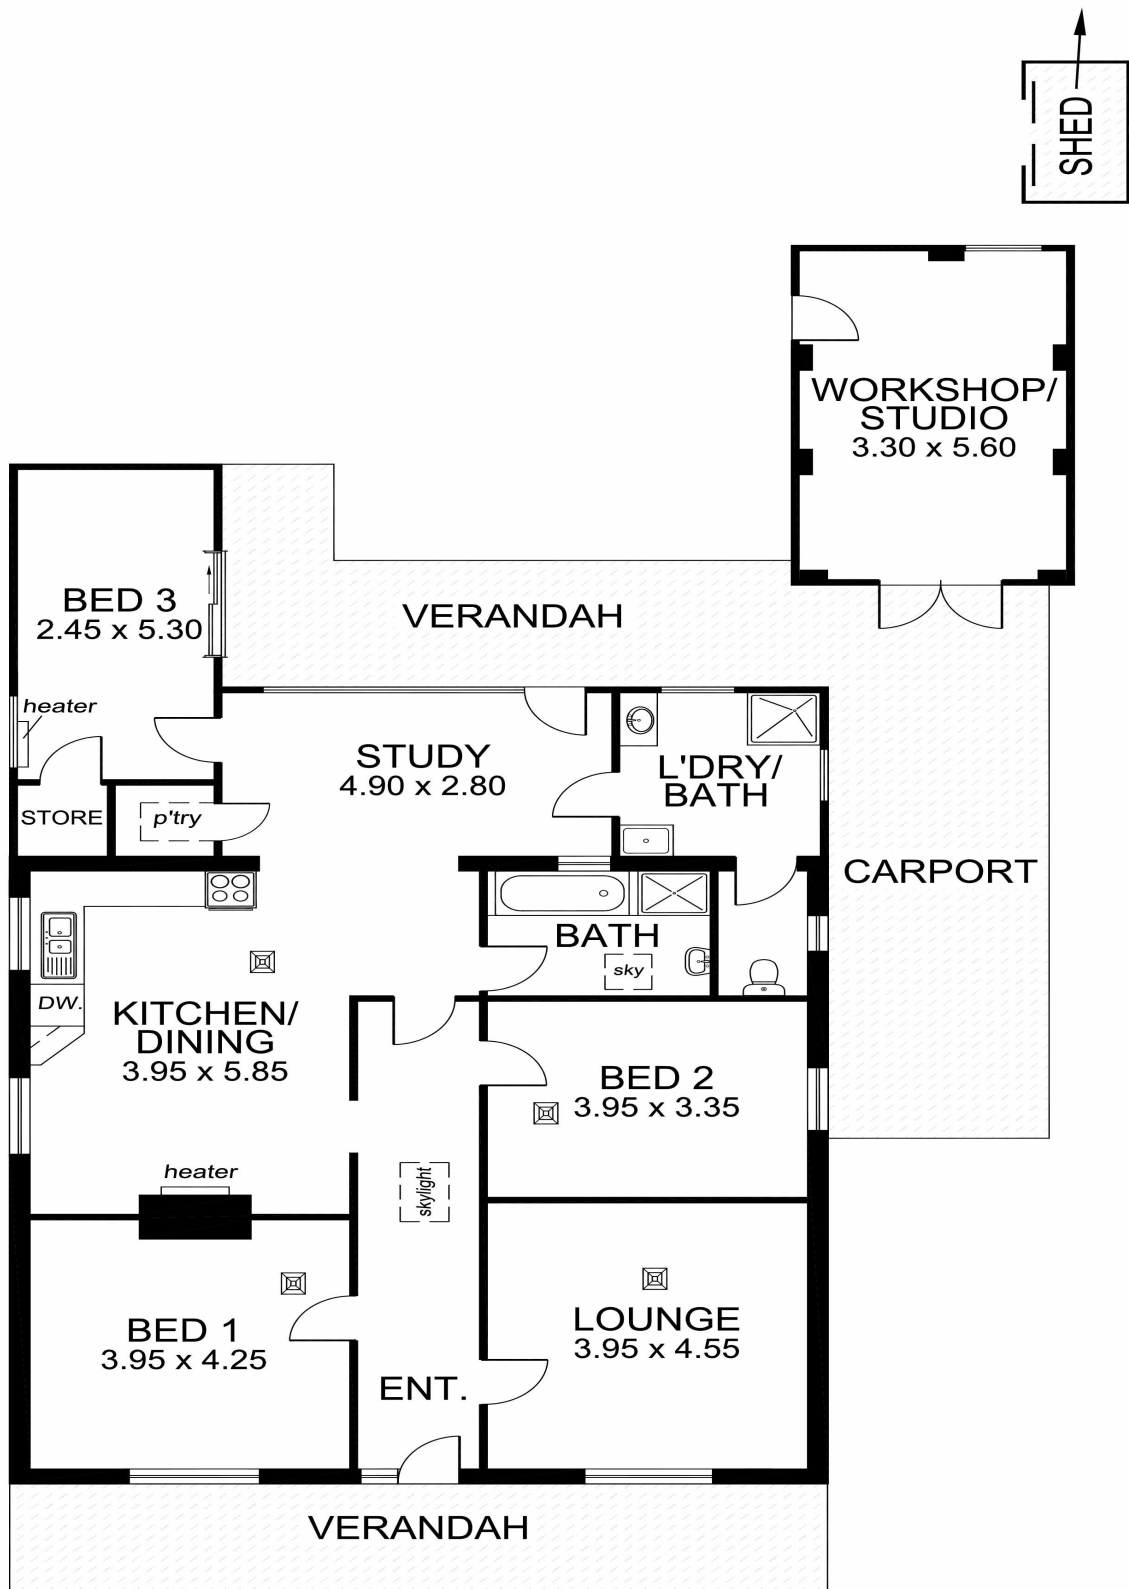 SHED
WORKSHOP/
STUDIO
3.30 x 5.60
BED 3
2.45 x 5.30
VERANDAH
heater
STUDY
4.90 x 2.80
L'DRY/
BATH
STORE
p'try
CARPORT
BATH
sky
DW.
KITCHEN/
DINING
3.95 x 5.85
BED 2
3.95 x 3.35
heater
skylight
BED 1
3.95 x 4.25
LOUNGE
3.95 x 4.55
ENT.
VERANDAH